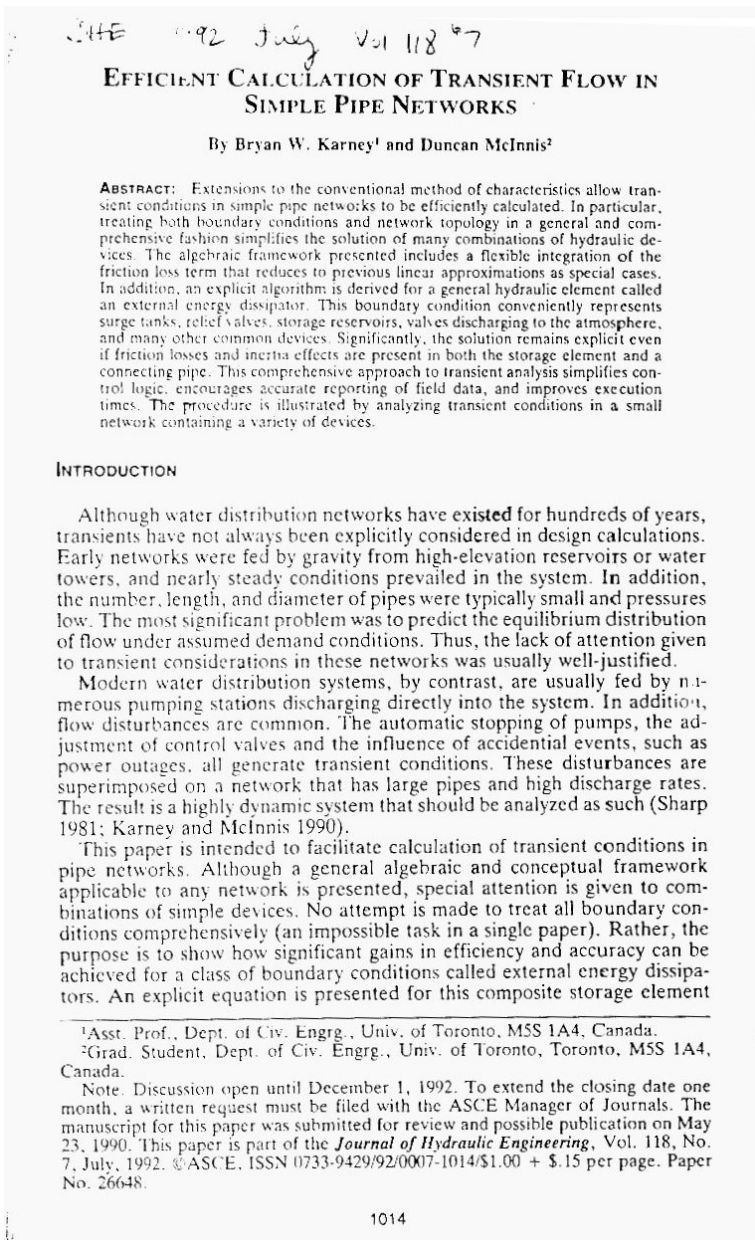 JHE '92 July Vol 118 #7
EFFICIENT CALCULATION OF TRANSIENT FLOW IN
SIMPLE PIPE NETWORKS
By Bryan W. Karney¹ and Duncan McInnis²
ABSTRACT: Extensions to the conventional method of characteristics allow tran-
sient conditions in simple pipe networks to be efficiently calculated. In particular,
treating both boundary conditions and network topology in a general and com-
prehensive fashion simplifies the solution of many combinations of hydraulic de-
vices. The algebraic framework presented includes a flexible integration of the
friction loss term that reduces to previous linear approximations as special cases.
In addition, an explicit algorithm is derived for a general hydraulic element called
an external energy dissipator. This boundary condition conveniently represents
surge tanks, relief valves, storage reservoirs, valves discharging to the atmosphere,
and many other common devices. Significantly, the solution remains explicit even
if friction losses and inertia effects are present in both the storage element and a
connecting pipe. This comprehensive approach to transient analysis simplifies con-
trol logic, encourages accurate reporting of field data, and improves execution
times. The procedure is illustrated by analyzing transient conditions in a small
network containing a variety of devices.
INTRODUCTION
Although water distribution networks have existed for hundreds of years,
transients have not always been explicitly considered in design calculations.
Early networks were fed by gravity from high-elevation reservoirs or water
towers, and nearly steady conditions prevailed in the system. In addition,
the number, length, and diameter of pipes were typically small and pressures
low. The most significant problem was to predict the equilibrium distribution
of flow under assumed demand conditions. Thus, the lack of attention given
to transient considerations in these networks was usually well-justified.
Modern water distribution systems, by contrast, are usually fed by nu-
merous pumping stations discharging directly into the system. In addition,
flow disturbances are common. The automatic stopping of pumps, the ad-
justment of control valves and the influence of accidential events, such as
power outages, all generate transient conditions. These disturbances are
superimposed on a network that has large pipes and high discharge rates.
The result is a highly dynamic system that should be analyzed as such (Sharp
1981; Karney and McInnis 1990).
This paper is intended to facilitate calculation of transient conditions in
pipe networks. Although a general algebraic and conceptual framework
applicable to any network is presented, special attention is given to com-
binations of simple devices. No attempt is made to treat all boundary con-
ditions comprehensively (an impossible task in a single paper). Rather, the
purpose is to show how significant gains in efficiency and accuracy can be
achieved for a class of boundary conditions called external energy dissipa-
tors. An explicit equation is presented for this composite storage element
¹Asst. Prof., Dept. of Civ. Engrg., Univ. of Toronto, M5S 1A4, Canada.
²Grad. Student, Dept. of Civ. Engrg., Univ. of Toronto, Toronto, M5S 1A4,
Canada.
Note. Discussion open until December 1, 1992. To extend the closing date one
month, a written request must be filed with the ASCE Manager of Journals. The
manuscript for this paper was submitted for review and possible publication on May
23, 1990. This paper is part of the Journal of Hydraulic Engineering, Vol. 118, No.
7, July, 1992. ©ASCE, ISSN 0733-9429/92/0007-1014/$1.00 + $.15 per page. Paper
No. 26648.
1014